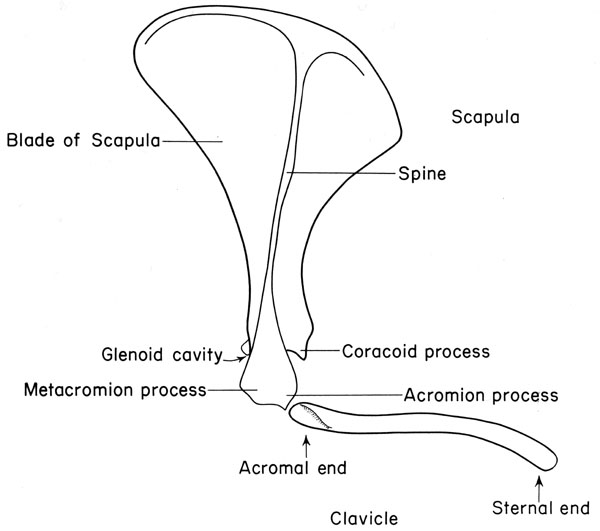 Scapula
Blade of Scapula
Spine
Glenoid cavity
Coracoid process
Metacromion process
Acromion process
Acromal end
Sternal end
Clavicle